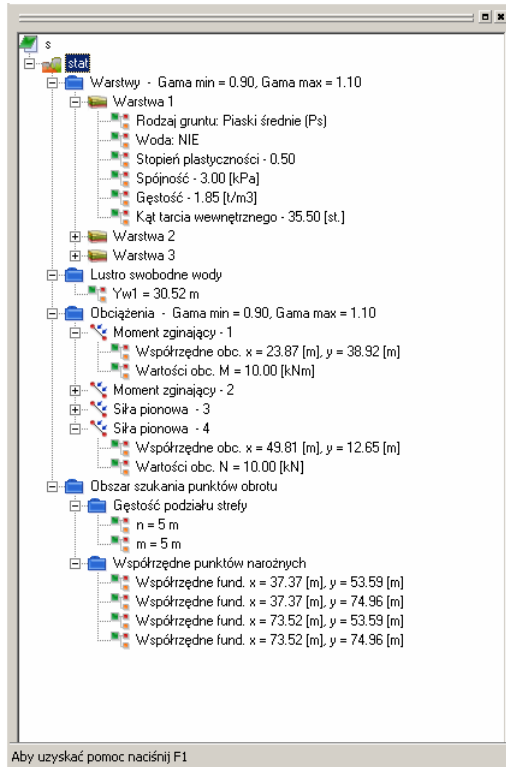 s
stat
Warstwy - Gama min = 0.90, Gama max = 1.10
Warstwa 1
Rodzaj gruntu: Piaski średnie (Ps)
Woda: NIE
Stopień plastyczności - 0.50
Spójność - 3.00 [kPa]
Gęstość - 1.85 [t/m3]
Kąt tarcia wewnętrznego - 35.50 [st.]
Warstwa 2
Warstwa 3
Lustro swobodne wody
Yw1 = 30.52 m
Obciążenia - Gama min = 0.90, Gama max = 1.10
Moment zginający - 1
Współrzędne obc. x = 23.87 [m], y = 38.92 [m]
Wartości obc. M = 10.00 [kNm]
Moment zginający - 2
Siła pionowa - 3
Siła pionowa - 4
Współrzędne obc. x = 49.81 [m], y = 12.65 [m]
Wartości obc. N = 10.00 [kN]
Obszar szukania punktów obrotu
Gęstość podziału strefy
n = 5 m
m = 5 m
Współrzędne punktów narożnych
Współrzędne fund. x = 37.37 [m], y = 53.59 [m]
Współrzędne fund. x = 37.37 [m], y = 74.96 [m]
Współrzędne fund. x = 73.52 [m], y = 53.59 [m]
Współrzędne fund. x = 73.52 [m], y = 74.96 [m]
Aby uzyskać pomoc naciśnij F1